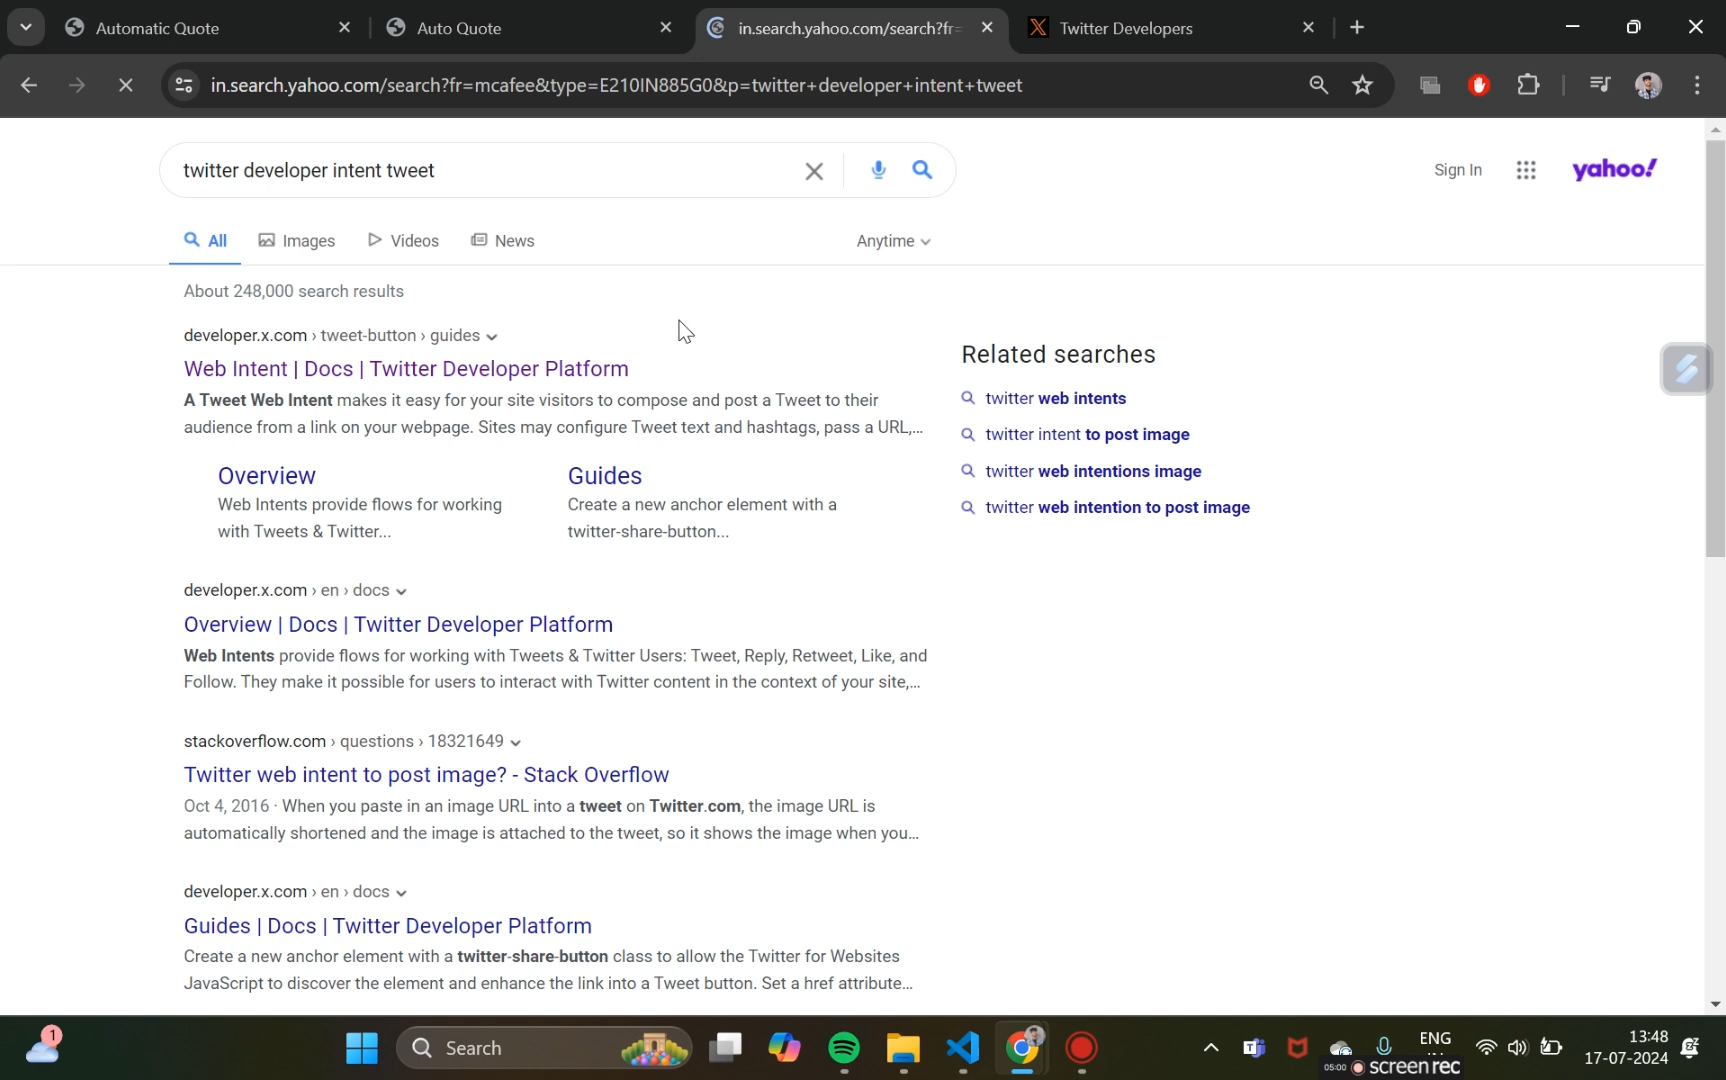 Automatic Quote
Auto Quote
in.search.yahoo.com/search?fr=
Twitter Developers
in.search.yahoo.com/search?fr=mcafee&type=E210IN885G0&p=twitter+developer+intent+tweet
twitter developer intent tweet
Sign In
yahoo!
All
Images
Videos
News
Anytime
About 248,000 search results
developer.x.com › tweet-button › guides
Web Intent | Docs | Twitter Developer Platform
A Tweet Web Intent makes it easy for your site visitors to compose and post a Tweet to their
audience from a link on your webpage. Sites may configure Tweet text and hashtags, pass a URL,...
Overview
Web Intents provide flows for working
with Tweets & Twitter...
Guides
Create a new anchor element with a
twitter-share-button...
developer.x.com › en › docs
Overview | Docs | Twitter Developer Platform
Web Intents provide flows for working with Tweets & Twitter Users: Tweet, Reply, Retweet, Like, and
Follow. They make it possible for users to interact with Twitter content in the context of your site,...
stackoverflow.com › questions › 18321649
Twitter web intent to post image? - Stack Overflow
Oct 4, 2016 · When you paste in an image URL into a tweet on Twitter.com, the image URL is
automatically shortened and the image is attached to the tweet, so it shows the image when you...
developer.x.com › en › docs
Guides | Docs | Twitter Developer Platform
Create a new anchor element with a twitter-share-button class to allow the Twitter for Websites
JavaScript to discover the element and enhance the link into a Tweet button. Set a href attribute...
Related searches
twitter web intents
twitter intent to post image
twitter web intentions image
twitter web intention to post image
1
Search
ENG
13:48
17-07-2024
05:00
screen rec